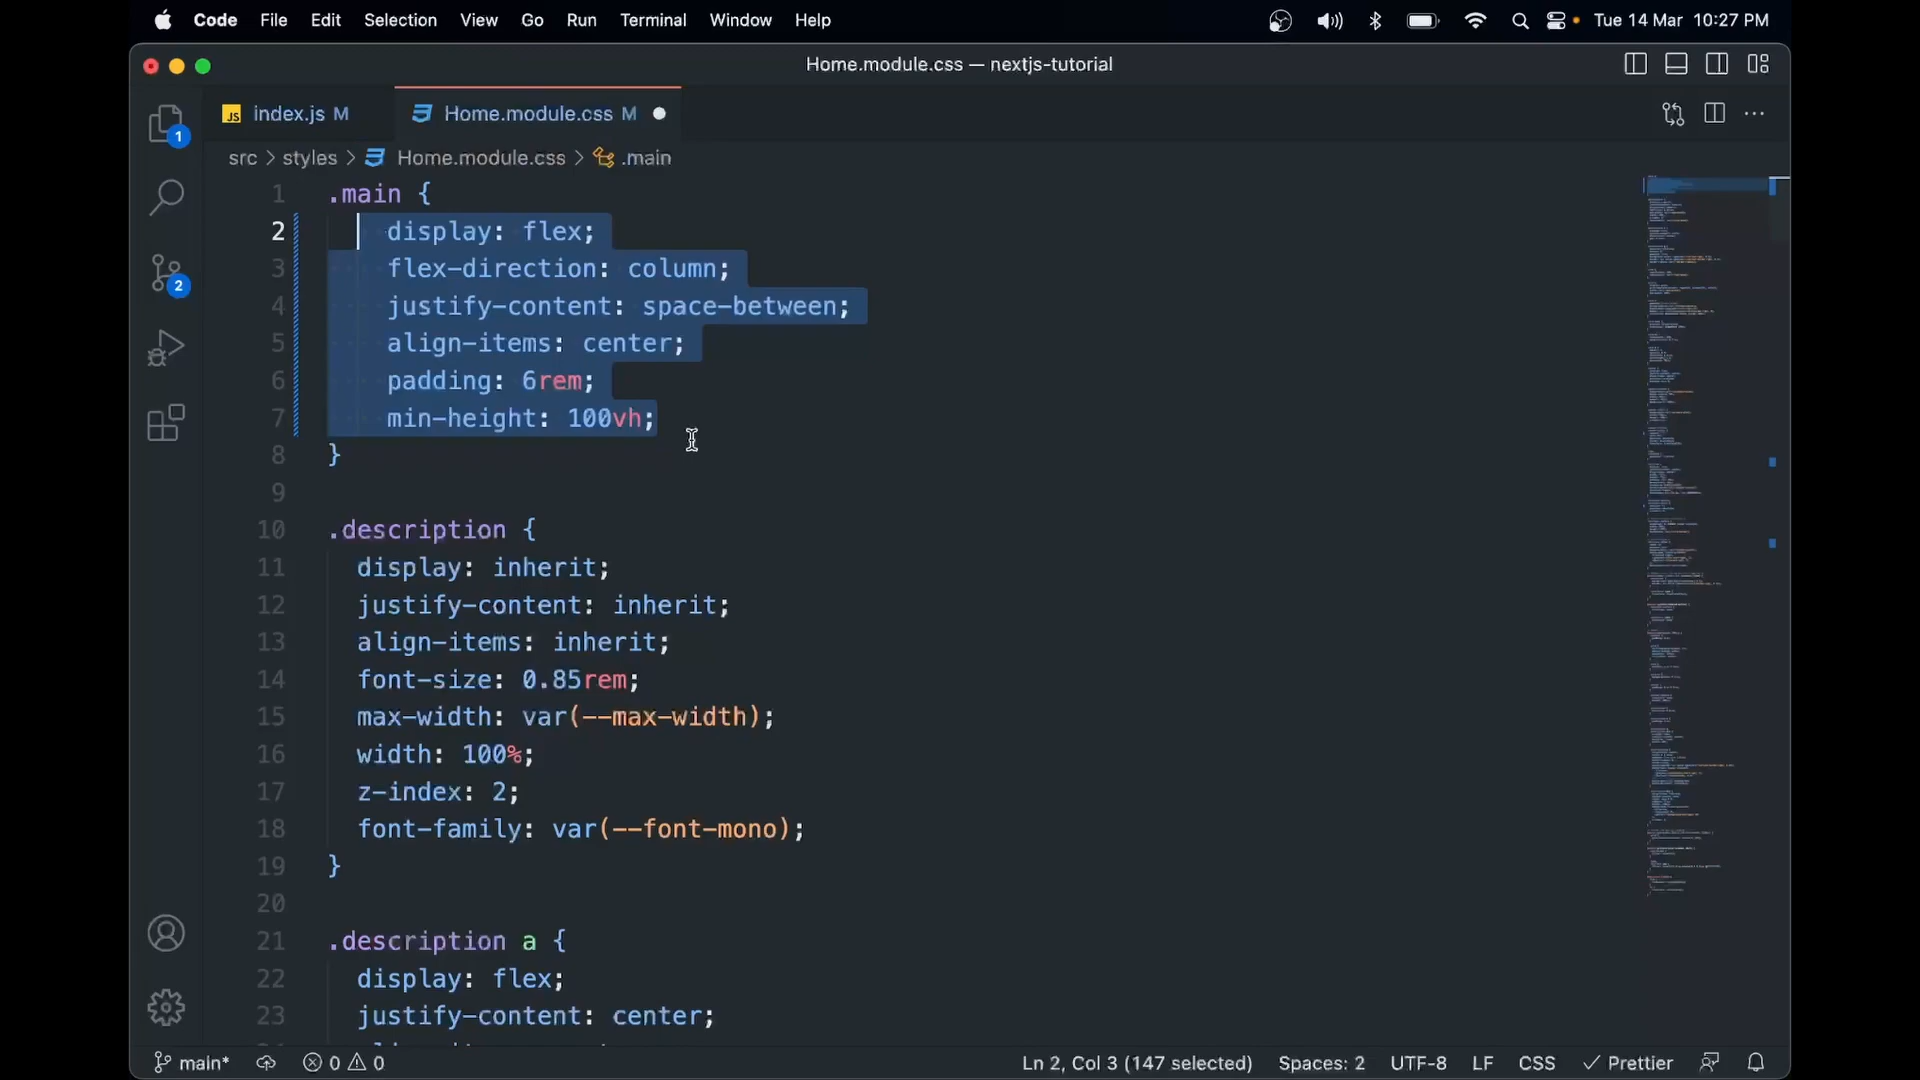 Code File Edit Selection View Go Run Terminal Window Help Tue 14 Mar 10:27 PM
Home.module.css — nextjs-tutorial
JS index.js M Home.module.css M
src > styles > Home.module.css > .main
1
2
1 .main {
2 display: flex;
3 flex-direction: column;
4 justify-content: space-between;
5 align-items: center;
6 padding: 6rem;
7 min-height: 100vh;
8 }
9
10 .description {
11 display: inherit;
12 justify-content: inherit;
13 align-items: inherit;
14 font-size: 0.85rem;
15 max-width: var(--max-width);
16 width: 100%;
17 z-index: 2;
18 font-family: var(--font-mono);
19 }
20
21 .description a {
22 display: flex;
23 justify-content: center;
main* 0 0 Ln 2, Col 3 (147 selected) Spaces: 2 UTF-8 LF CSS Prettier